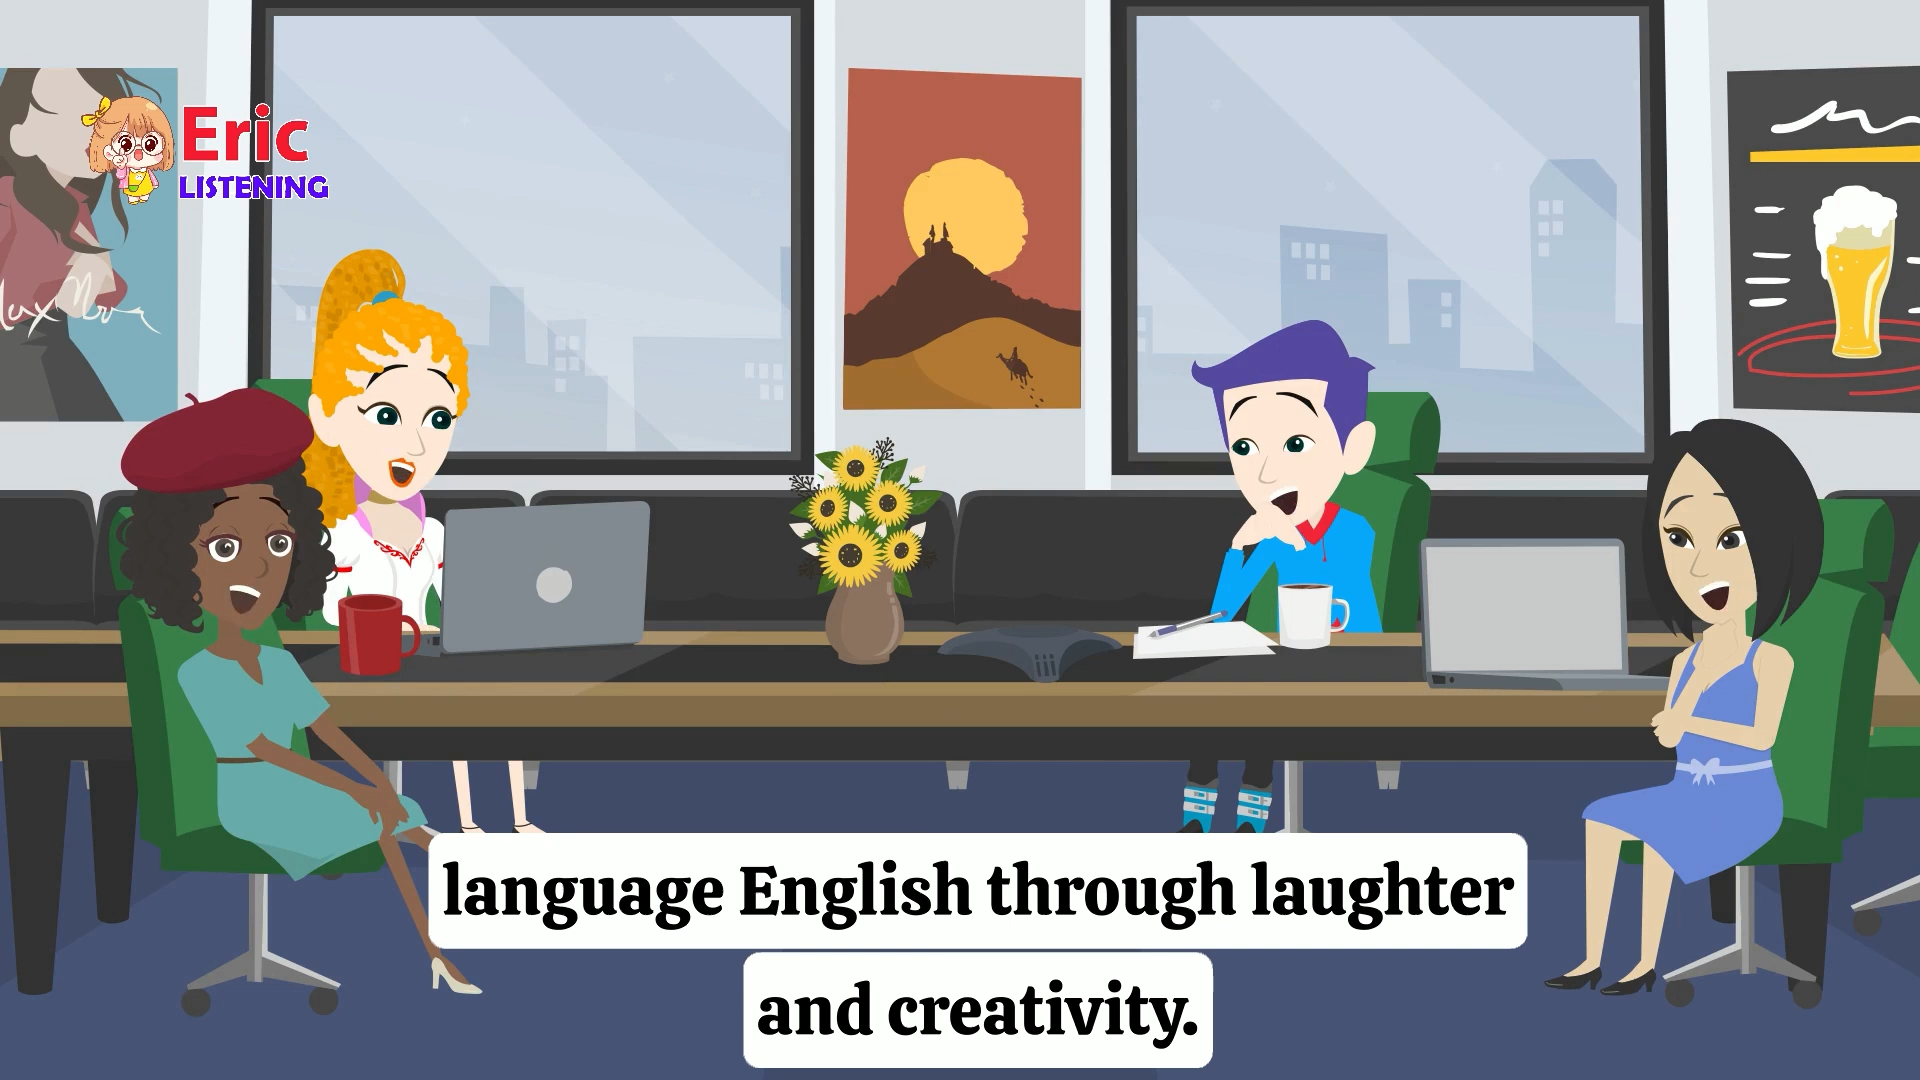 Eric
LISTENING
language English through laughter
and creativity.